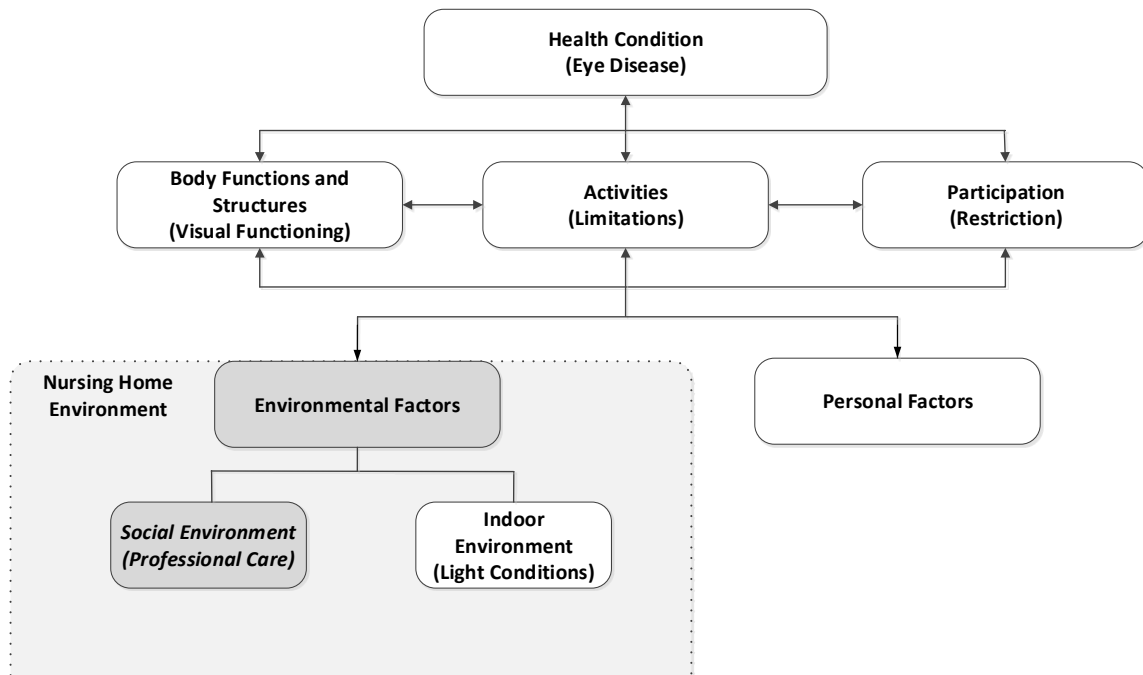 Health Condition
(Eye Disease)
Body Functions and
Structures
(Visual Functioning)
Activities
(Limitations)
Participation
(Restriction)
Nursing Home
Environment
Environmental Factors
Personal Factors
Social Environment
(Professional Care)
Indoor
Environment
(Light Conditions)